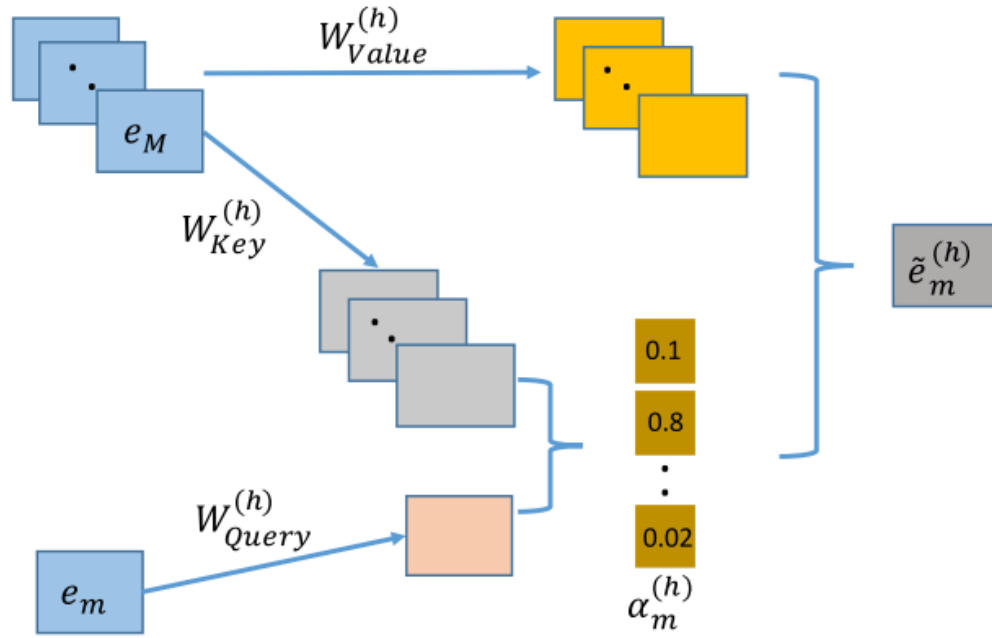 W_{Value}^{(h)}
e_M
W_{Key}^{(h)}
ẽ_m^{(h)}
0.1
0.8
W_{Query}^{(h)}
0.02
e_m
α_m^{(h)}